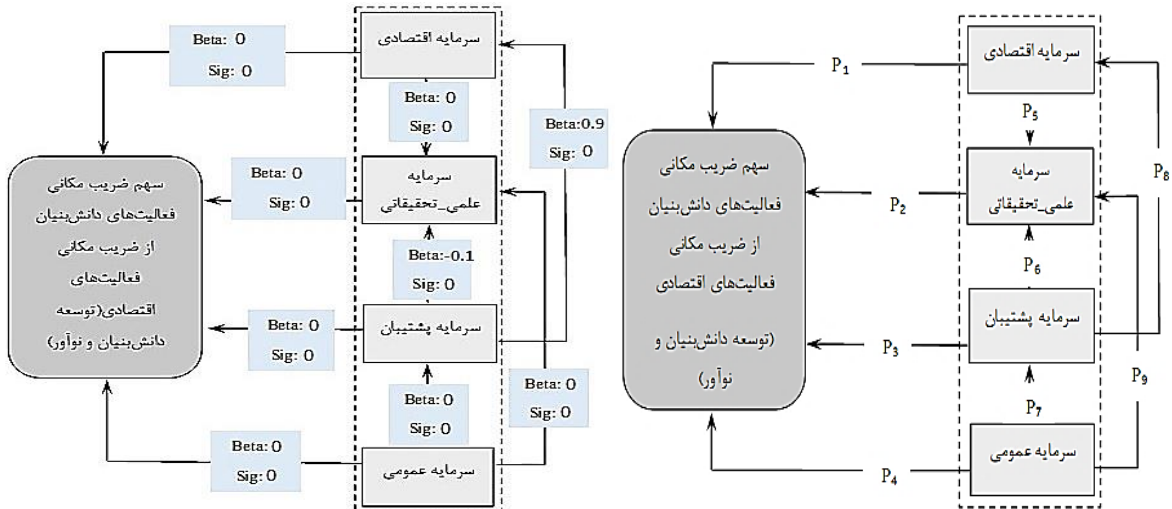 سرمایه اقتصادی
Beta: 0
Sig: 0
Beta: 0
Sig: 0
Beta:0.9
Sig: 0
سرمایه
علمی_تحقیقاتی
Beta: 0
Sig: 0
سهم ضریب مکانی
فعالیت‌های دانش‌بنیان
از ضریب مکانی
فعالیت‌های
اقتصادی(توسعه
دانش‌بنیان و نوآور)
Beta:-0.1
Sig: 0
سرمایه پشتیبان
Beta: 0
Sig: 0
Beta:0
Sig: 0
Beta:0
Sig: 0
Beta: 0
Sig: 0
سرمایه عمومی
سرمایه اقتصادی
P1
P5
P8
سرمایه
علمی_تحقیقاتی
P2
سهم ضریب مکانی
فعالیت‌های دانش‌بنیان
از ضریب مکانی
فعالیت‌های اقتصادی
(توسعه دانش‌بنیان و
نوآور)
P6
سرمایه پشتیبان
P3
P9
P7
سرمایه عمومی
P4